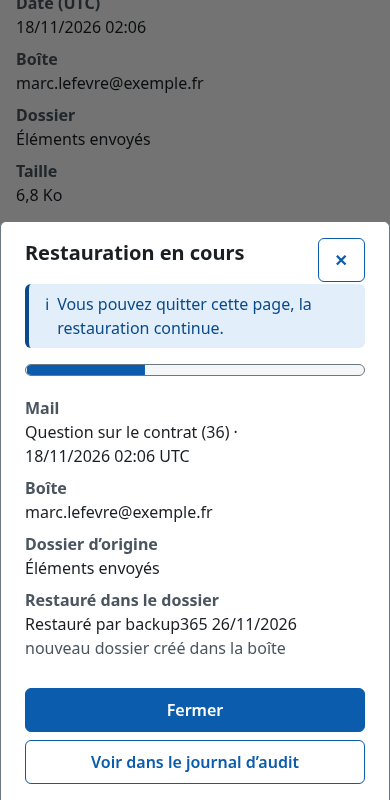 Date (UTC)
18/11/2026 02:06
Boîte
marc.lefevre@exemple.fr
Dossier
Éléments envoyés
Taille
6,8 Ko
Restauration en cours
×
i Vous pouvez quitter cette page, la
restauration continue.
Mail
Question sur le contrat (36) ·
18/11/2026 02:06 UTC
Boîte
marc.lefevre@exemple.fr
Dossier d’origine
Éléments envoyés
Restauré dans le dossier
Restauré par backup365 26/11/2026
nouveau dossier créé dans la boîte
Fermer
Voir dans le journal d’audit